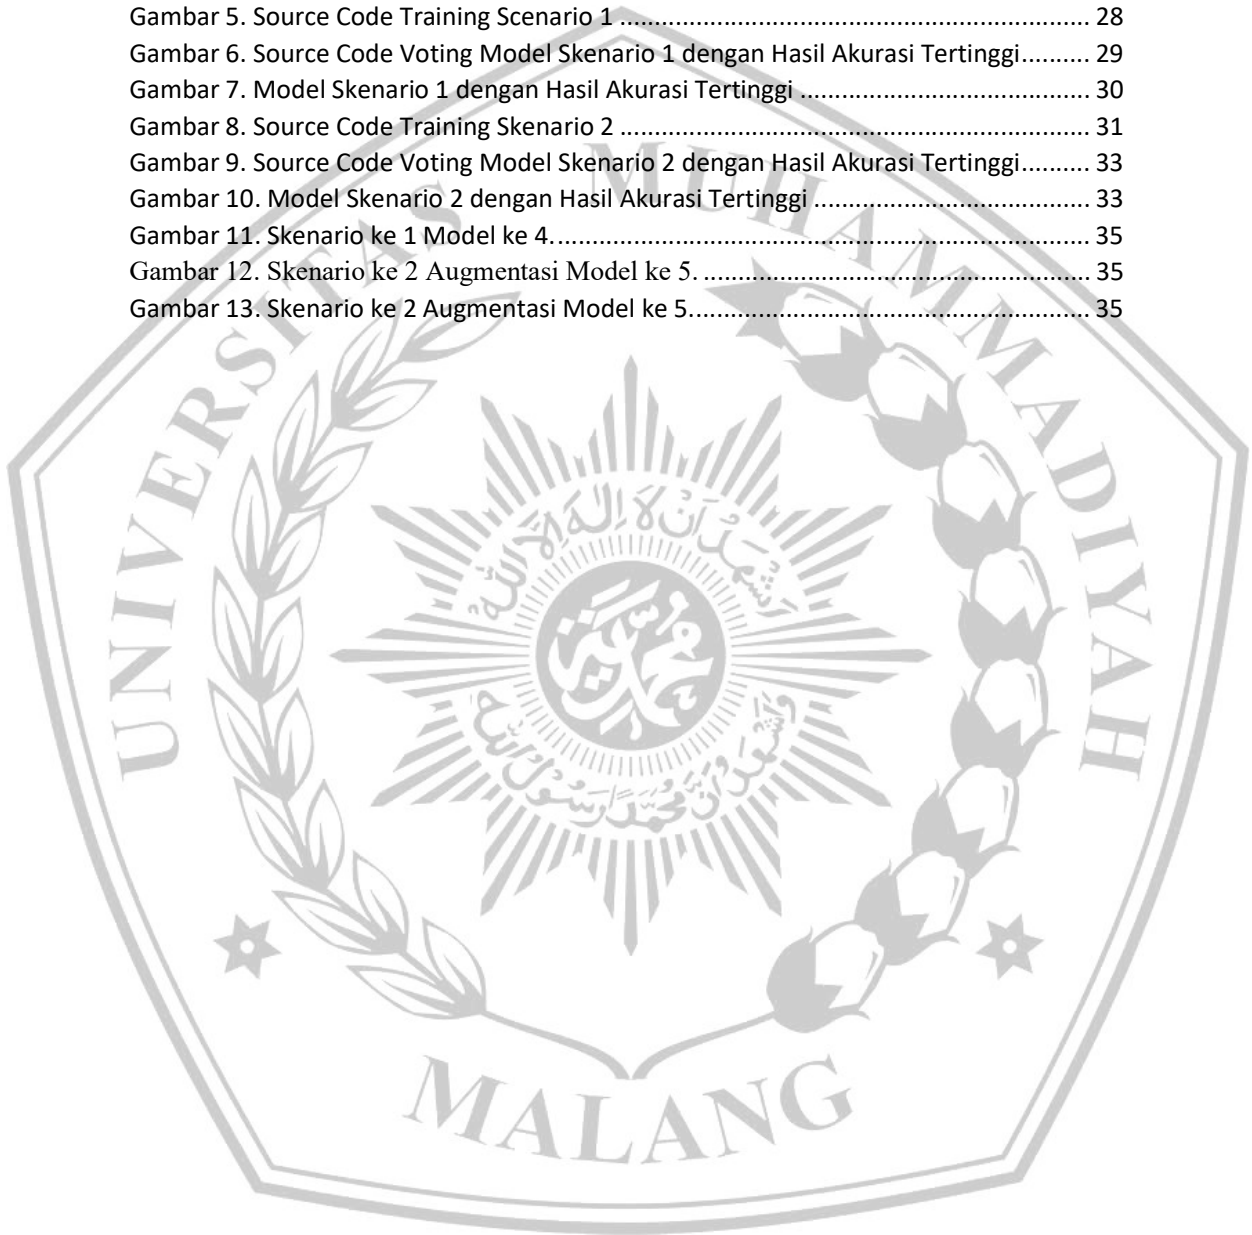 Gambar 5. Source Code Training Scenario 1 ................................................................ 28
Gambar 6. Source Code Voting Model Skenario 1 dengan Hasil Akurasi Tertinggi.......... 29
Gambar 7. Model Skenario 1 dengan Hasil Akurasi Tertinggi ........................................ 30
Gambar 8. Source Code Training Skenario 2 ................................................................ 31
Gambar 9. Source Code Voting Model Skenario 2 dengan Hasil Akurasi Tertinggi.......... 33
Gambar 10. Model Skenario 2 dengan Hasil Akurasi Tertinggi ...................................... 33
Gambar 11. Skenario ke 1 Model ke 4. ......................................................................... 35
Gambar 12. Skenario ke 2 Augmentasi Model ke 5. ..................................................... 35
Gambar 13. Skenario ke 2 Augmentasi Model ke 5. ...................................................... 35
UNIVERSITAS MUHAMMADIYAH
MALANG